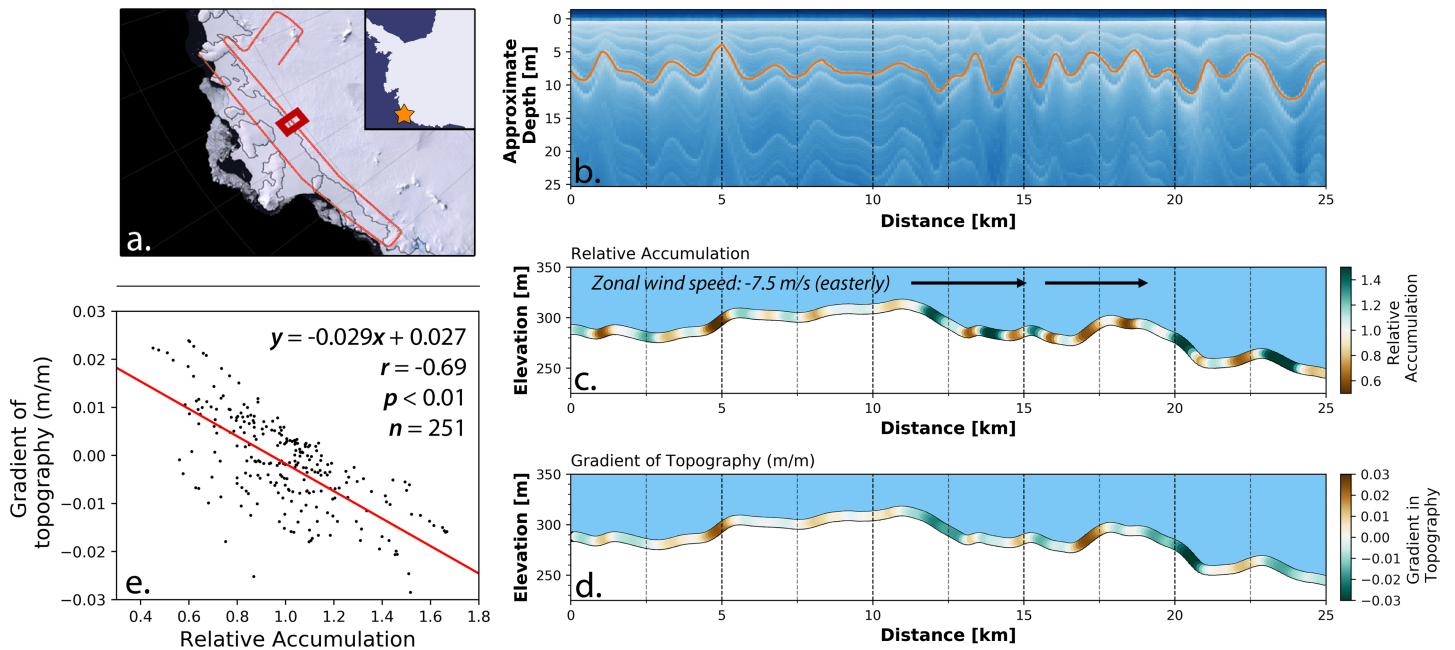 a.
0
5
10
15
20
25
Approximate
Depth [m]
b.
0
5
10
15
20
25
Distance [km]
Relative Accumulation
350
300
250
Elevation [m]
Zonal wind speed: -7.5 m/s (easterly)
c.
0
5
10
15
20
25
Distance [km]
1.4
1.2
1.0
0.8
0.6
Relative
Accumulation
Gradient of Topography (m/m)
350
300
250
Elevation [m]
d.
0
5
10
15
20
25
Distance [km]
0.03
0.02
0.01
0.00
−0.01
−0.02
−0.03
Gradient in
Topography
0.03
0.02
0.01
0.00
−0.01
−0.02
−0.03
Gradient of
topography (m/m)
y = -0.029x + 0.027
r = -0.69
p < 0.01
n = 251
e.
0.4
0.6
0.8
1.0
1.2
1.4
1.6
1.8
Relative Accumulation